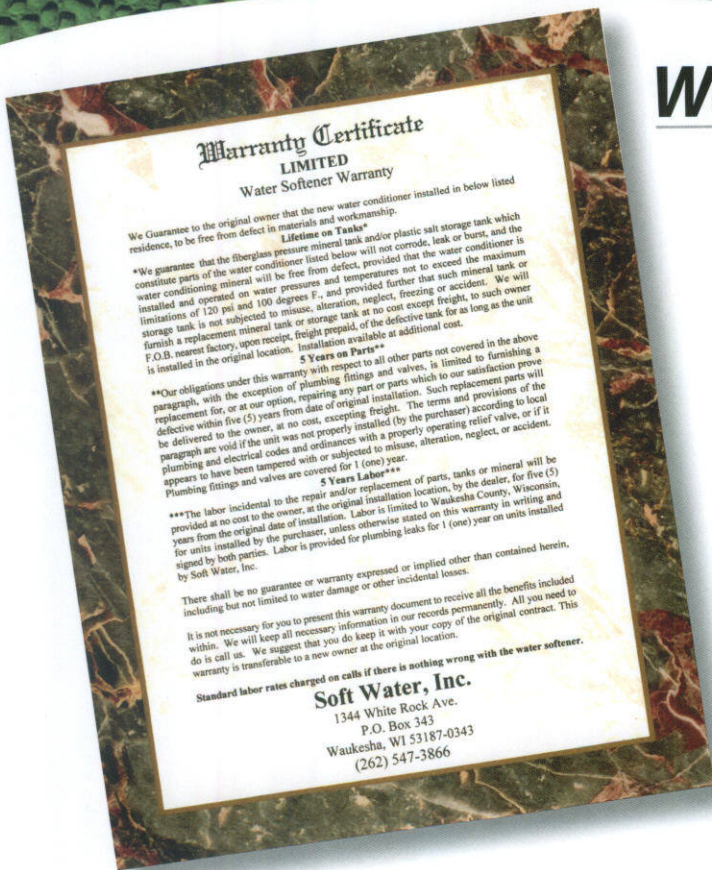 W
Warranty Certificate
LIMITED
Water Softener Warranty
We Guarantee to the original owner that the new water conditioner installed in below listed
residence, to be free from defect in materials and workmanship.
Lifetime on Tanks*
*We guarantee that the fiberglass pressure mineral tank and/or plastic salt storage tank which
constitute parts of the water conditioner listed below will not corrode, leak or burst, and the
water conditioning mineral will be free from defect, provided that the water conditioner is
installed and operated on water pressures and temperatures not to exceed the maximum
limitations of 120 psi and 100 degrees F., and provided further that such mineral tank or
storage tank is not subjected to misuse, alteration, neglect, freezing or accident. We will
furnish a replacement mineral tank or storage tank at no cost except freight, to such owner
F.O.B. nearest factory, upon receipt, freight prepaid, of the defective tank for as long as the unit
is installed in the original location. Installation available at additional cost.
5 Years on Parts**
**Our obligations under this warranty with respect to all other parts not covered in the above
paragraph, with the exception of plumbing fittings and valves, is limited to furnishing a
replacement for, or at our option, repairing any part or parts which to our satisfaction prove
defective within five (5) years from date of original installation. Such replacement parts will
be delivered to the owner, at no cost, excepting freight. The terms and provisions of the
paragraph are void if the unit was not properly installed (by the purchaser) according to local
plumbing and electrical codes and ordinances with a properly operating relief valve, or if it
appears to have been tampered with or subjected to misuse, alteration, neglect, or accident.
Plumbing fittings and valves are covered for 1 (one) year.
5 Years Labor***
***The labor incidental to the repair and/or replacement of parts, tanks or mineral will be
provided at no cost to the owner, at the original installation location, by the dealer, for five (5)
years from the original date of installation. Labor is limited to Waukesha County, Wisconsin,
for units installed by the purchaser, unless otherwise stated on this warranty in writing and
signed by both parties. Labor is provided for plumbing leaks for 1 (one) year on units installed
by Soft Water, Inc.
There shall be no guarantee or warranty expressed or implied other than contained herein,
including but not limited to water damage or other incidental losses.
It is not necessary for you to present this warranty document to receive all the benefits included
within. We will keep all necessary information in our records permanently. All you need to
do is call us. We suggest that you do keep it with your copy of the original contract. This
warranty is transferable to a new owner at the original location.
Standard labor rates charged on calls if there is nothing wrong with the water softener.
Soft Water, Inc.
1344 White Rock Ave.
P.O. Box 343
Waukesha, WI 53187-0343
(262) 547-3866